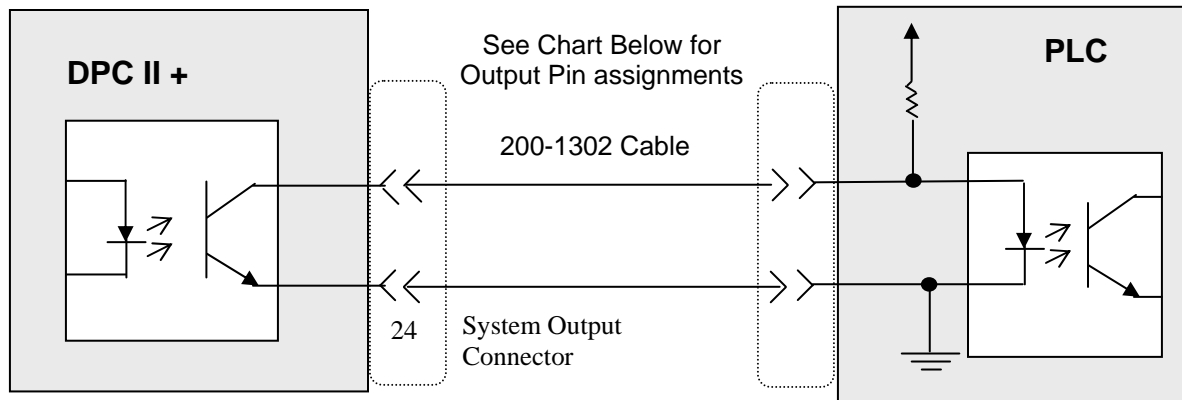 DPC II +
See Chart Below for
Output Pin assignments
200-1302 Cable
24
System Output
Connector
PLC